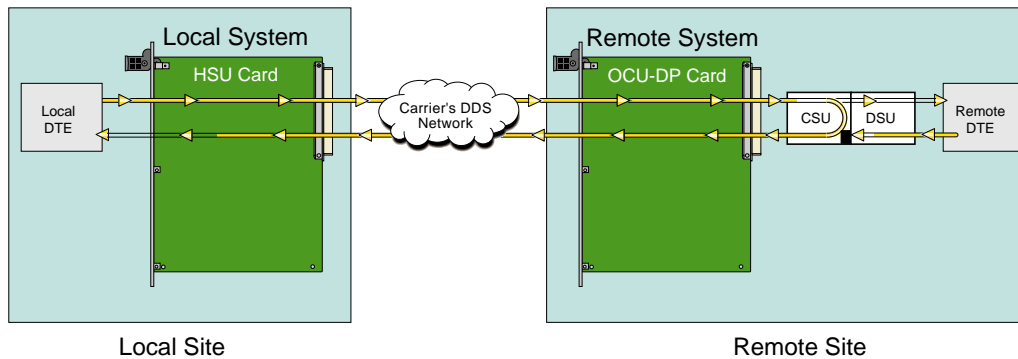 Local System
Remote System
HSU Card
OCU-DP Card
Local
DTE
Carrier's DDS
Network
CSU
DSU
Remote
DTE
Local Site
Remote Site